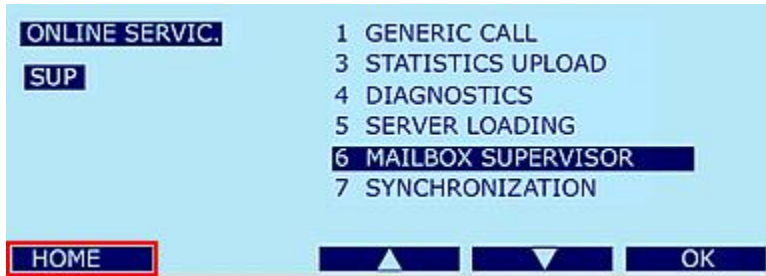 ONLINE SERVIC.
SUP
1 GENERIC CALL
3 STATISTICS UPLOAD
4 DIAGNOSTICS
5 SERVER LOADING
6 MAILBOX SUPERVISOR
7 SYNCHRONIZATION
HOME
OK